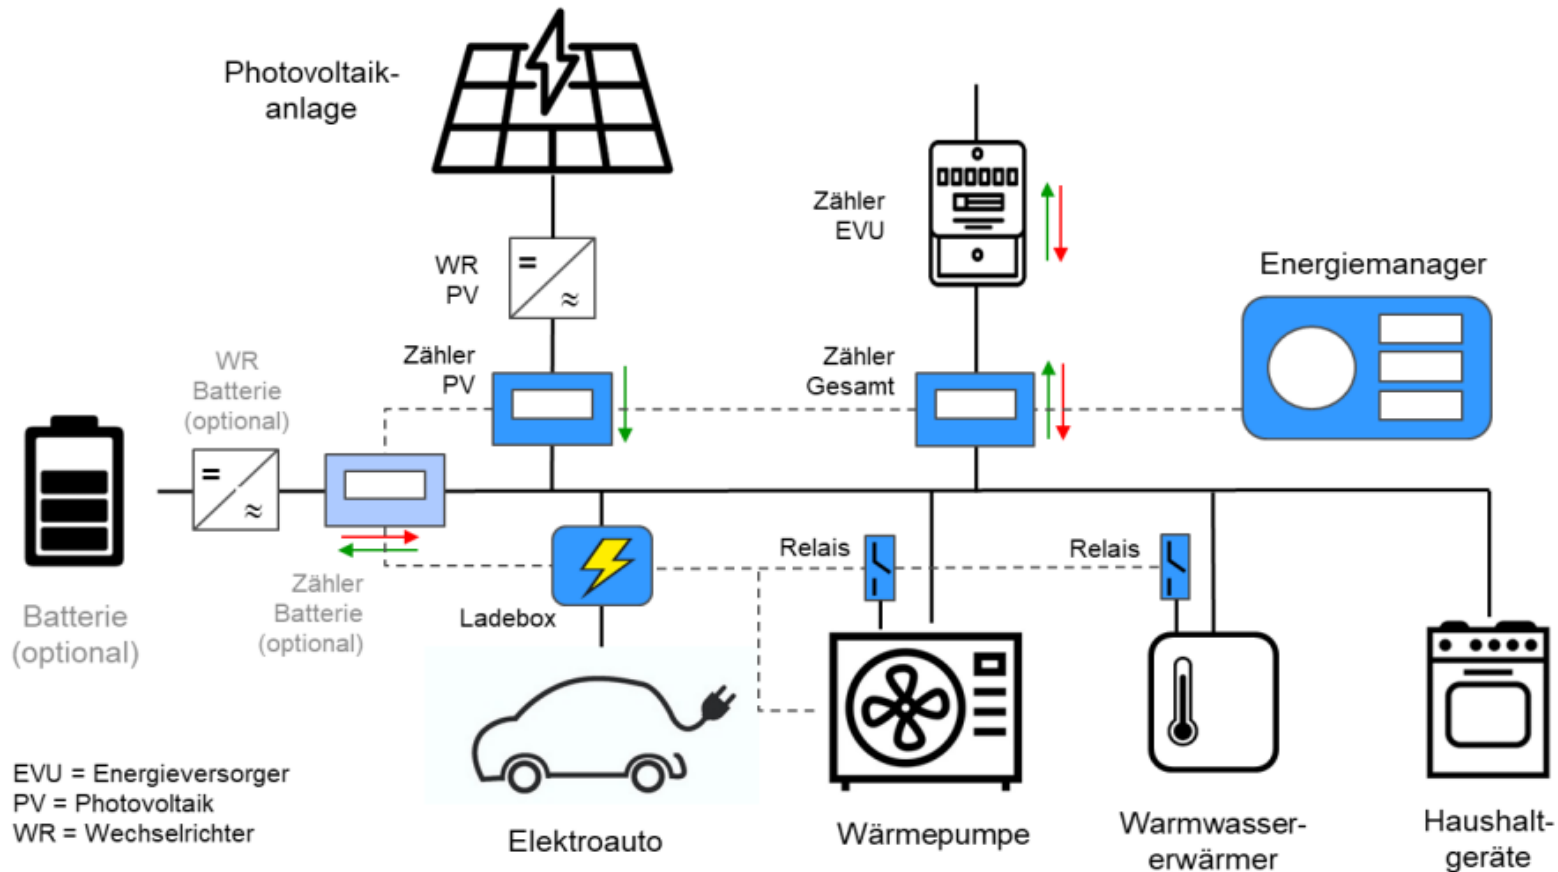 Photovoltaik-
anlage
Zähler
EVU
WR
PV
Energiemanager
Zähler
PV
Zähler
Gesamt
WR
Batterie
(optional)
Relais
Relais
Zähler
Batterie
(optional)
Ladebox
Batterie
(optional)
EVU = Energieversorger
PV = Photovoltaik
WR = Wechselrichter
Elektroauto
Wärmepumpe
Warmwasser-
erwärmer
Haushalt-
geräte